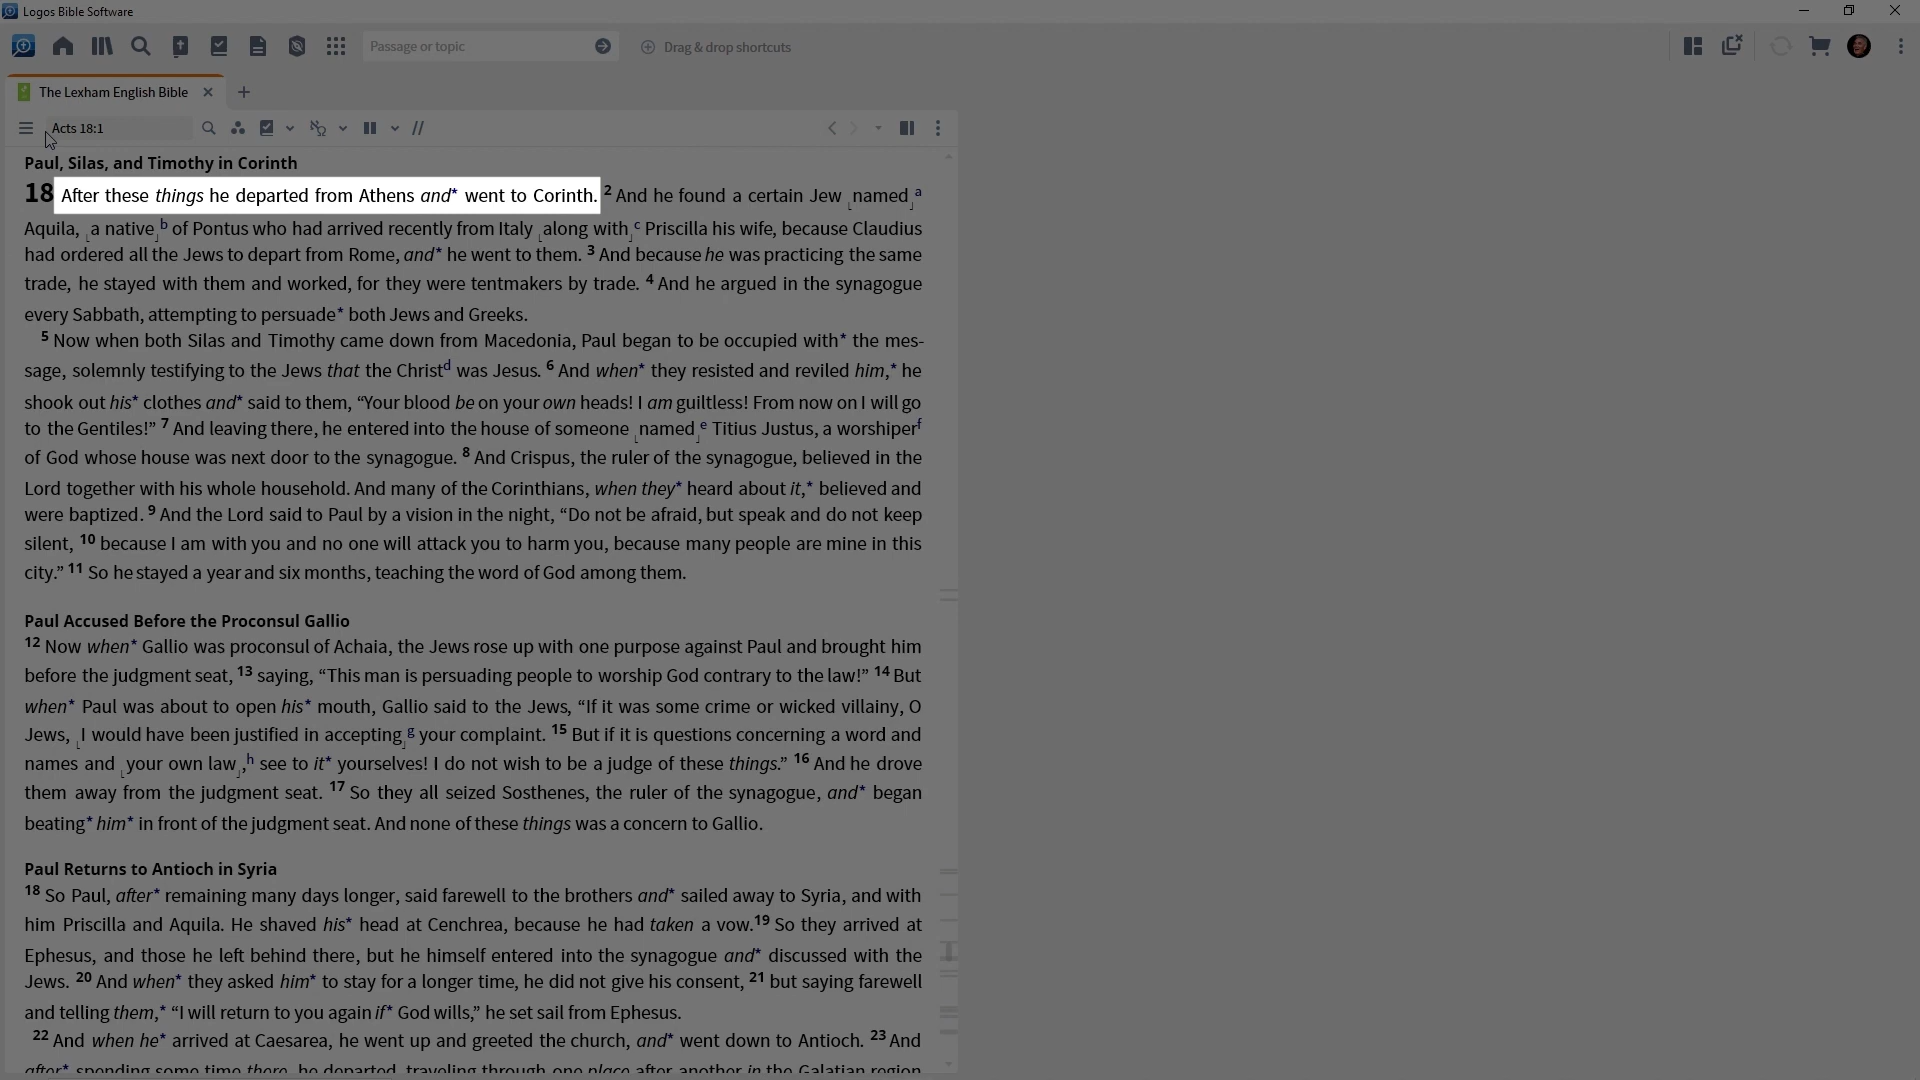 Logos Bible Software
Passage or topic
Drag & drop shortcuts
The Lexham English Bible
Acts 18:1
Paul, Silas, and Timothy in Corinth
18 After these things he departed from Athens and* went to Corinth. 2 And he found a certain Jew ⌞named⌟a
Aquila, ⌞a native⌟b of Pontus who had arrived recently from Italy ⌞along with⌟c Priscilla his wife, because Claudius
had ordered all the Jews to depart from Rome, and* he went to them. 3 And because he was practicing the same
trade, he stayed with them and worked, for they were tentmakers by trade. 4 And he argued in the synagogue
every Sabbath, attempting to persuade* both Jews and Greeks.
5 Now when both Silas and Timothy came down from Macedonia, Paul began to be occupied with* the mes-
sage, solemnly testifying to the Jews that the Christd was Jesus. 6 And when* they resisted and reviled him,* he
shook out his* clothes and* said to them, “Your blood be on your own heads! I am guiltless! From now on I will go
to the Gentiles!” 7 And leaving there, he entered into the house of someone ⌞named⌟e Titius Justus, a worshiperf
of God whose house was next door to the synagogue. 8 And Crispus, the ruler of the synagogue, believed in the
Lord together with his whole household. And many of the Corinthians, when they* heard about it,* believed and
were baptized. 9 And the Lord said to Paul by a vision in the night, “Do not be afraid, but speak and do not keep
silent, 10 because I am with you and no one will attack you to harm you, because many people are mine in this
city.” 11 So he stayed a year and six months, teaching the word of God among them.
Paul Accused Before the Proconsul Gallio
12 Now when* Gallio was proconsul of Achaia, the Jews rose up with one purpose against Paul and brought him
before the judgment seat, 13 saying, “This man is persuading people to worship God contrary to the law!” 14 But
when* Paul was about to open his* mouth, Gallio said to the Jews, “If it was some crime or wicked villainy, O
Jews, ⌞I would have been justified in accepting⌟g your complaint. 15 But if it is questions concerning a word and
names and ⌞your own law⌟,h see to it* yourselves! I do not wish to be a judge of these things.” 16 And he drove
them away from the judgment seat. 17 So they all seized Sosthenes, the ruler of the synagogue, and* began
beating* him* in front of the judgment seat. And none of these things was a concern to Gallio.
Paul Returns to Antioch in Syria
18 So Paul, after* remaining many days longer, said farewell to the brothers and* sailed away to Syria, and with
him Priscilla and Aquila. He shaved his* head at Cenchrea, because he had taken a vow.19 So they arrived at
Ephesus, and those he left behind there, but he himself entered into the synagogue and* discussed with the
Jews. 20 And when* they asked him* to stay for a longer time, he did not give his consent, 21 but saying farewell
and telling them,* “I will return to you again if* God wills,” he set sail from Ephesus.
22 And when he* arrived at Caesarea, he went up and greeted the church, and* went down to Antioch. 23 And
after* spending some time there, he departed, traveling through one place after another in the Galatian region